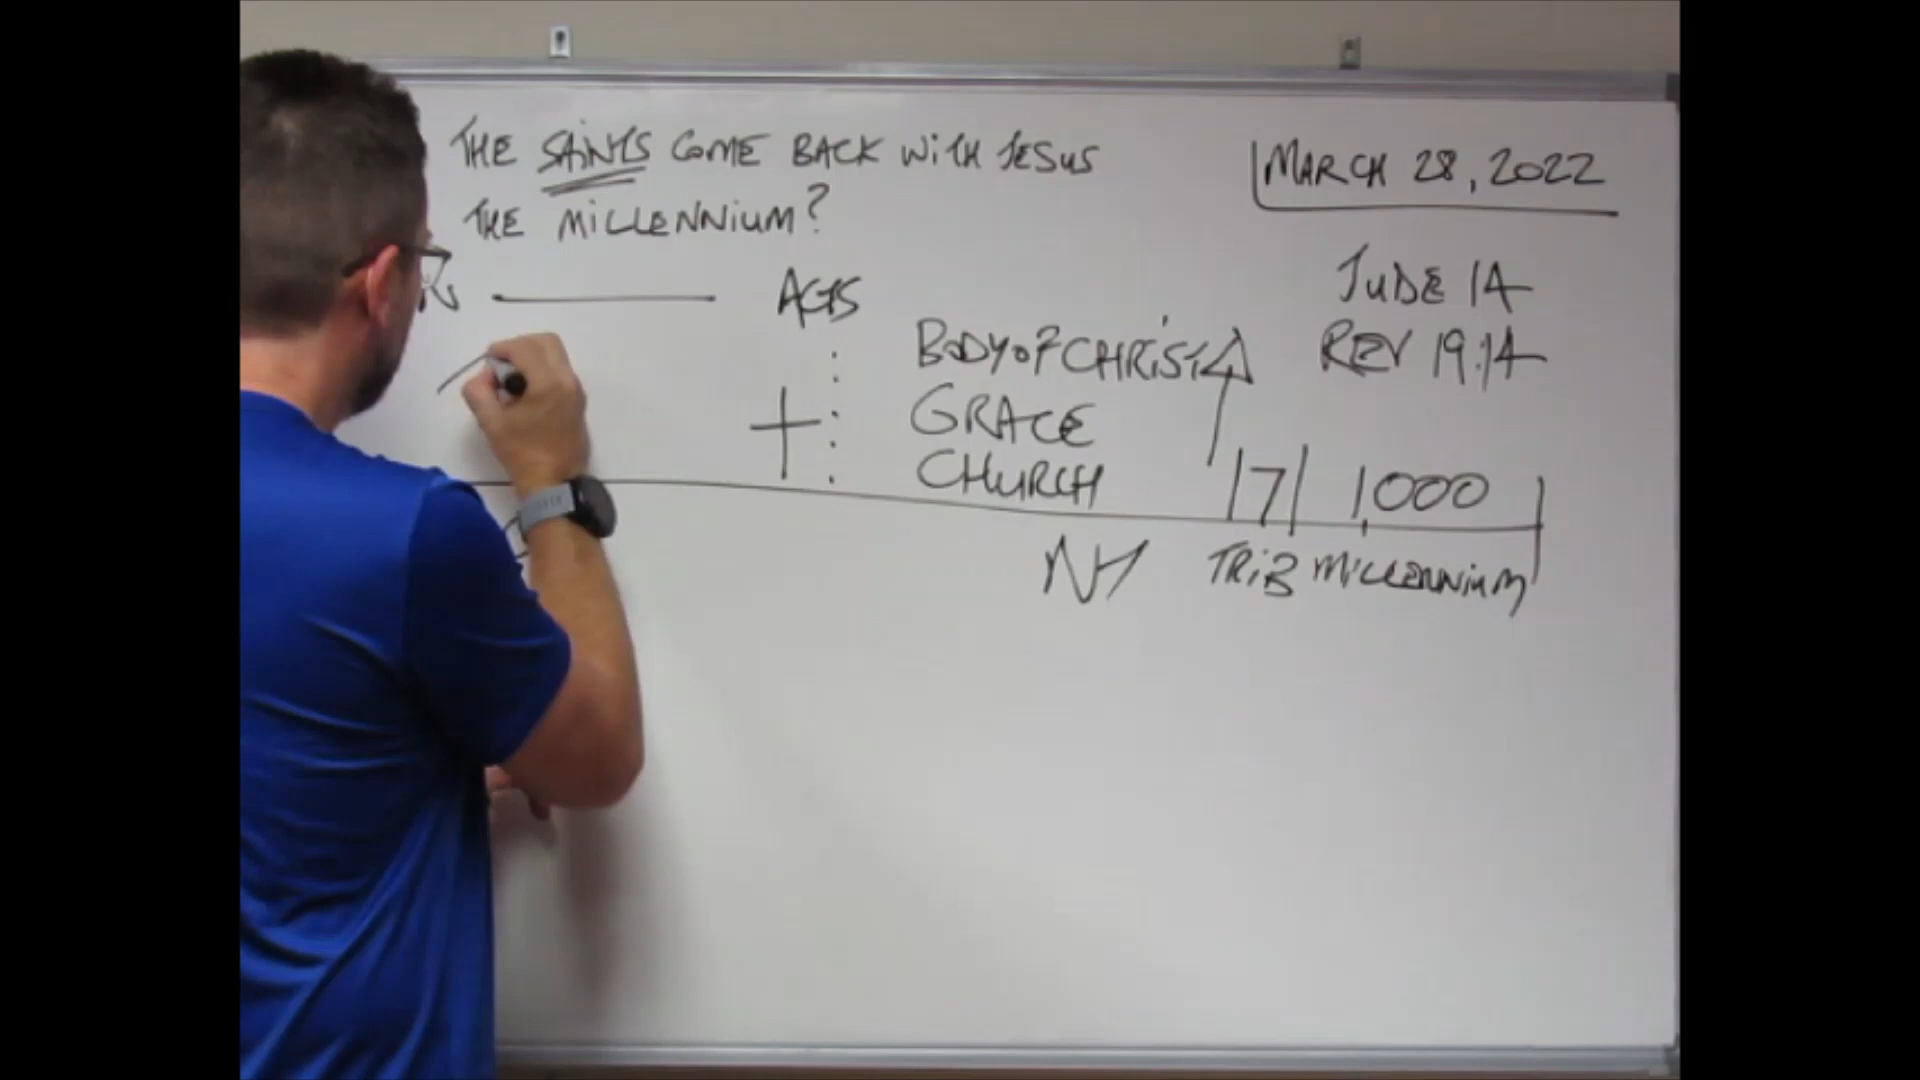 THE SAINTS COME BACK WITH JESUS
THE MILLENNIUM?
MARCH 28, 2022
JUDE 14
REV 19:14
ACTS
BODY OF CHRIST
GRACE
CHURCH
7
1,000
TRIB MILLENNIUM